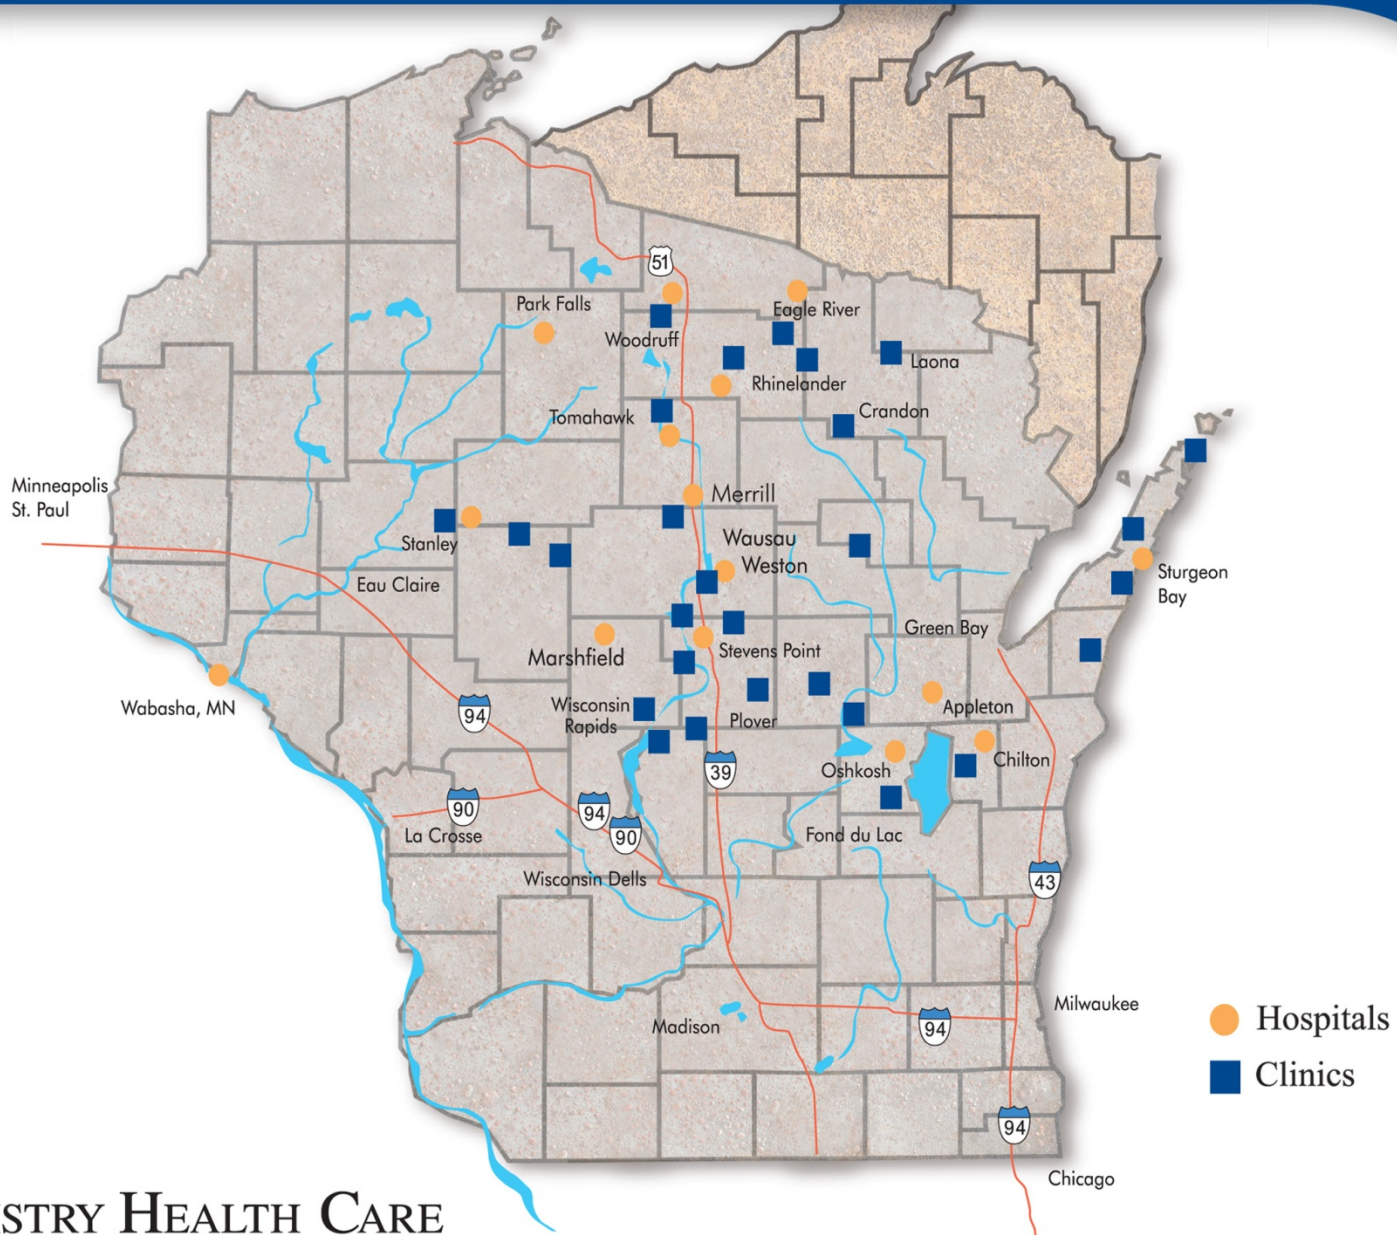 51
Park Falls
Eagle River
Woodruff
Laona
Rhinelander
Crandon
Tomahawk
Minneapolis
St. Paul
Merrill
Stanley
Wausau
Weston
Eau Claire
Sturgeon
Bay
Green Bay
Marshfield
Stevens Point
Wabasha, MN
Wisconsin
Rapids
Plover
Appleton
94
39
Oshkosh
Chilton
90
94
90
La Crosse
Fond du Lac
Wisconsin Dells
43
Milwaukee
Madison
94
Hospitals
Clinics
94
Chicago
STRY HEALTH CARE